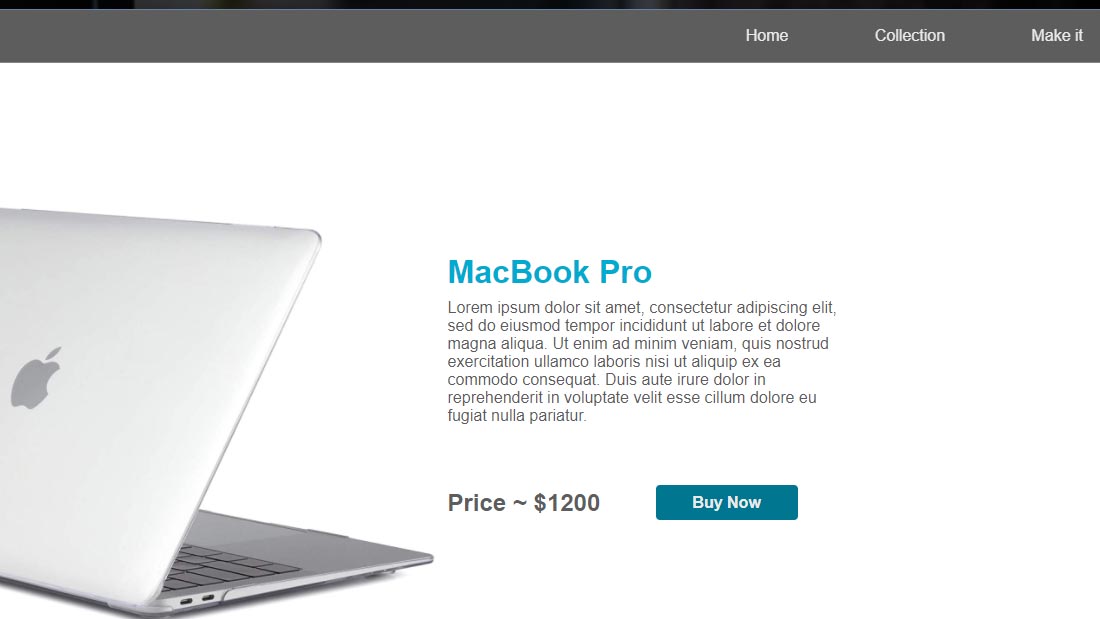 Home Collection Make it
MacBook Pro
Lorem ipsum dolor sit amet, consectetur adipiscing elit,
sed do eiusmod tempor incididunt ut labore et dolore
magna aliqua. Ut enim ad minim veniam, quis nostrud
exercitation ullamco laboris nisi ut aliquip ex ea
commodo consequat. Duis aute irure dolor in
reprehenderit in voluptate velit esse cillum dolore eu
fugiat nulla pariatur.
Price ~ $1200 Buy Now